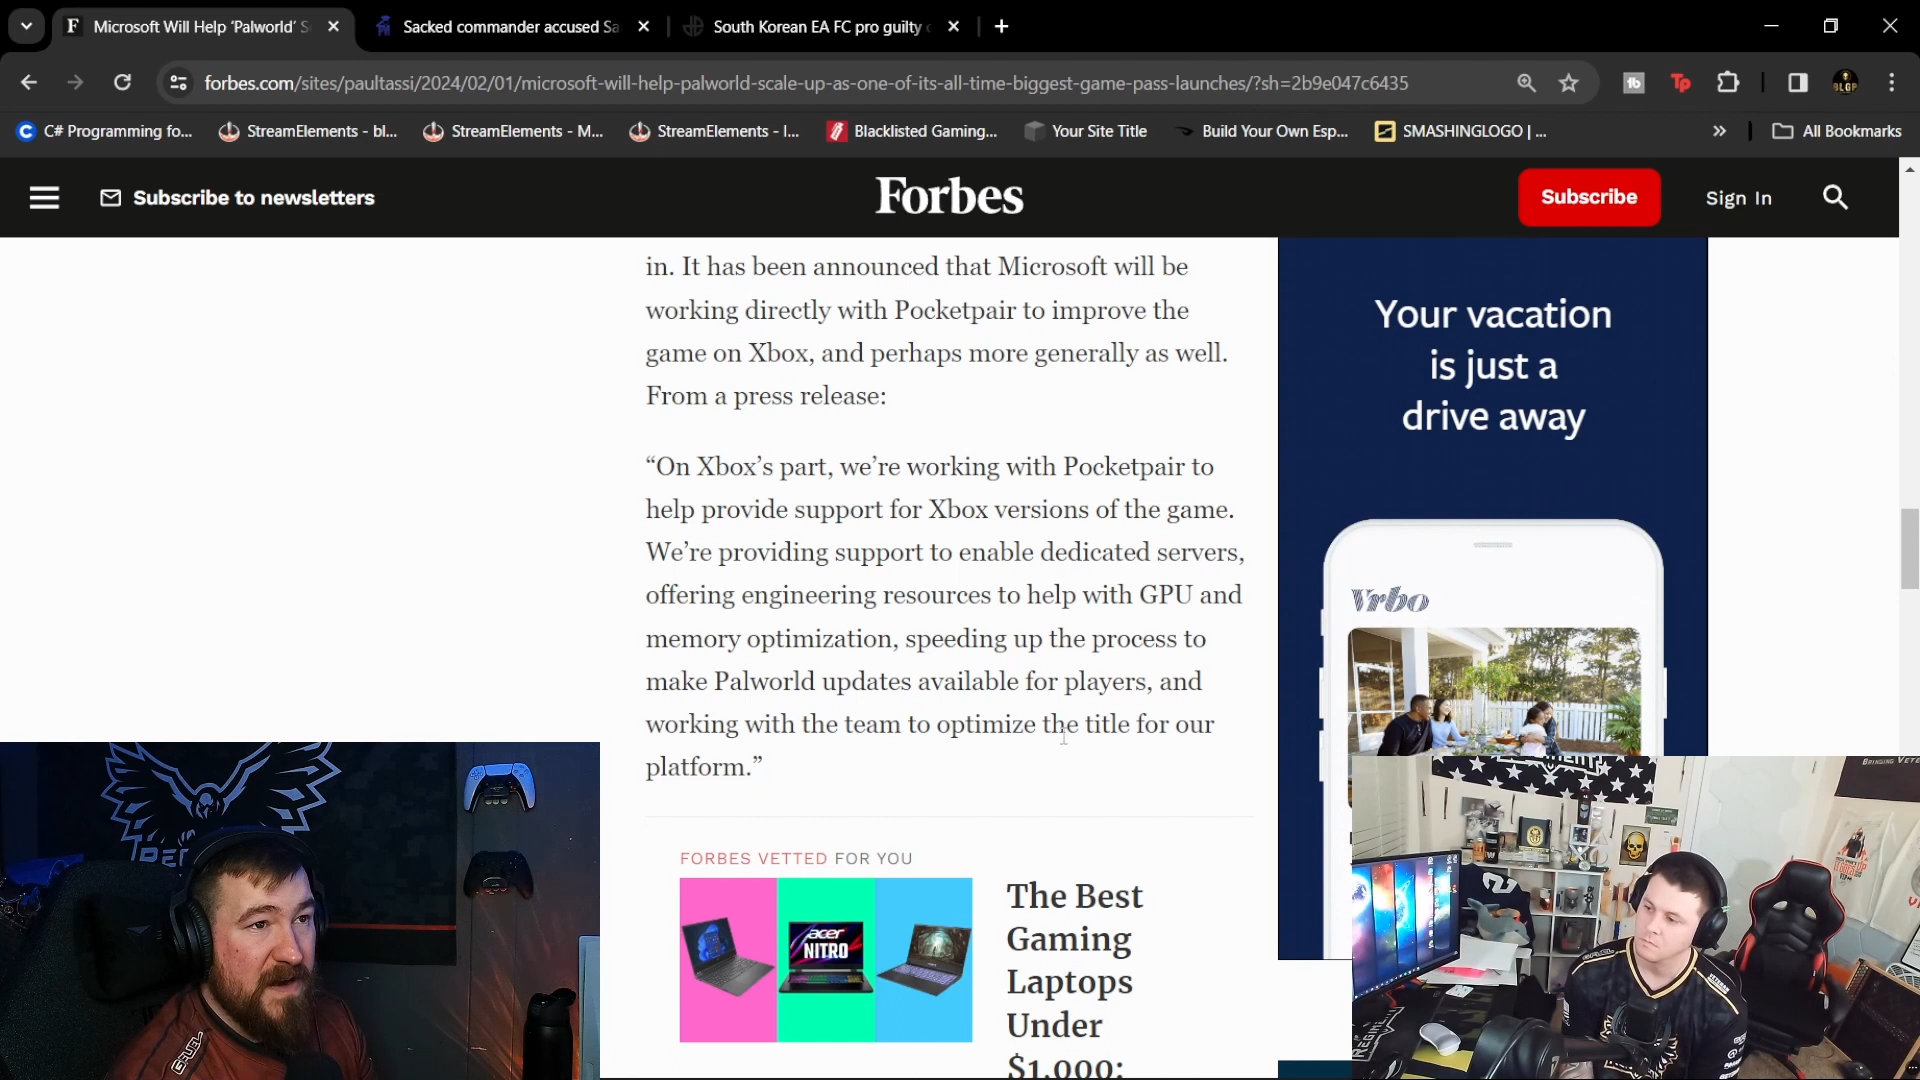 F Microsoft Will Help 'Palworld' S
Sacked commander accused Sa
South Korean EA FC pro guilty
forbes.com/sites/paultassi/2024/02/01/microsoft-will-help-palworld-scale-up-as-one-of-its-all-time-biggest-game-pass-launches/?sh=2b9e047c6435
tb
Tp
BLGP
C# Programming fo...
StreamElements - bl...
StreamElements - M...
StreamElements - I...
Blacklisted Gaming...
Your Site Title
Build Your Own Esp...
SMASHINGLOGO | ...
»
All Bookmarks
Subscribe to newsletters
Forbes
Subscribe
Sign In
in. It has been announced that Microsoft will be
working directly with Pocketpair to improve the
game on Xbox, and perhaps more generally as well.
From a press release:
“On Xbox’s part, we’re working with Pocketpair to
help provide support for Xbox versions of the game.
We’re providing support to enable dedicated servers,
offering engineering resources to help with GPU and
memory optimization, speeding up the process to
make Palworld updates available for players, and
working with the team to optimize the title for our
platform.”
FORBES VETTED FOR YOU
acer
NITRO
The Best
Gaming
Laptops
Under
$1,000:
Your vacation
is just a
drive away
Vrbo
GFUEL